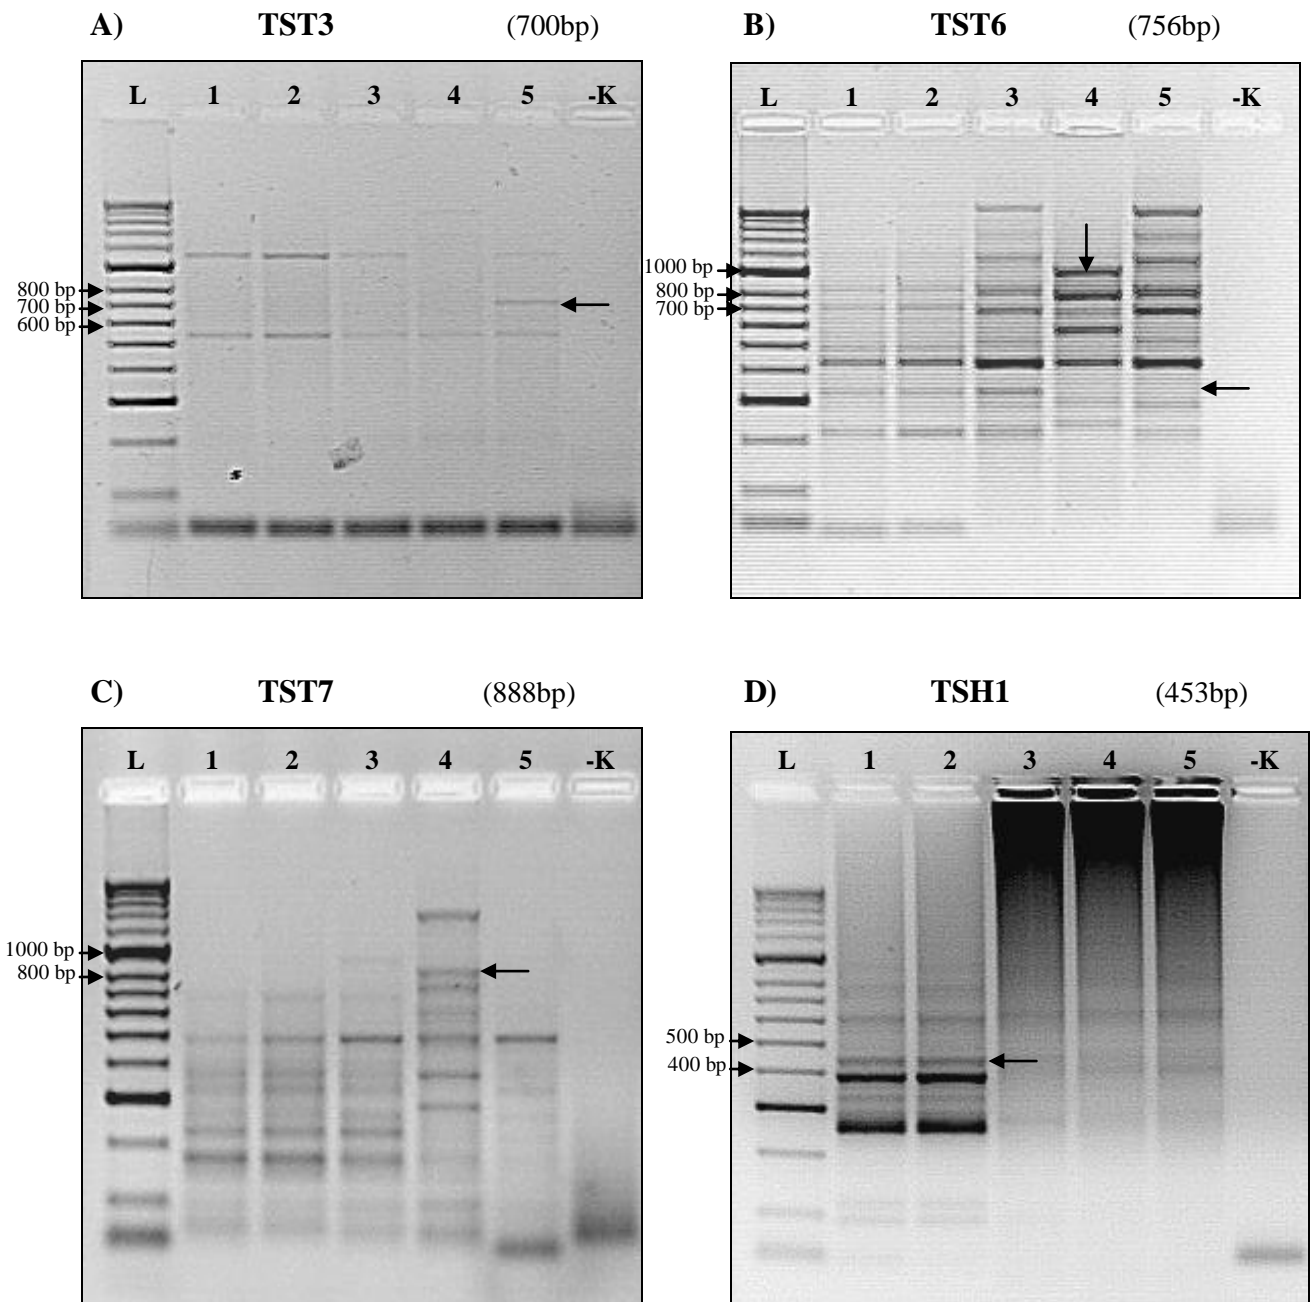 A) TST3 (700bp)
L 1 2 3 4 5 -K
800 bp
700 bp
600 bp
B) TST6 (756bp)
L 1 2 3 4 5 -K
1000 bp
800 bp
700 bp
C) TST7 (888bp)
L 1 2 3 4 5 -K
1000 bp
800 bp
D) TSH1 (453bp)
L 1 2 3 4 5 -K
500 bp
400 bp